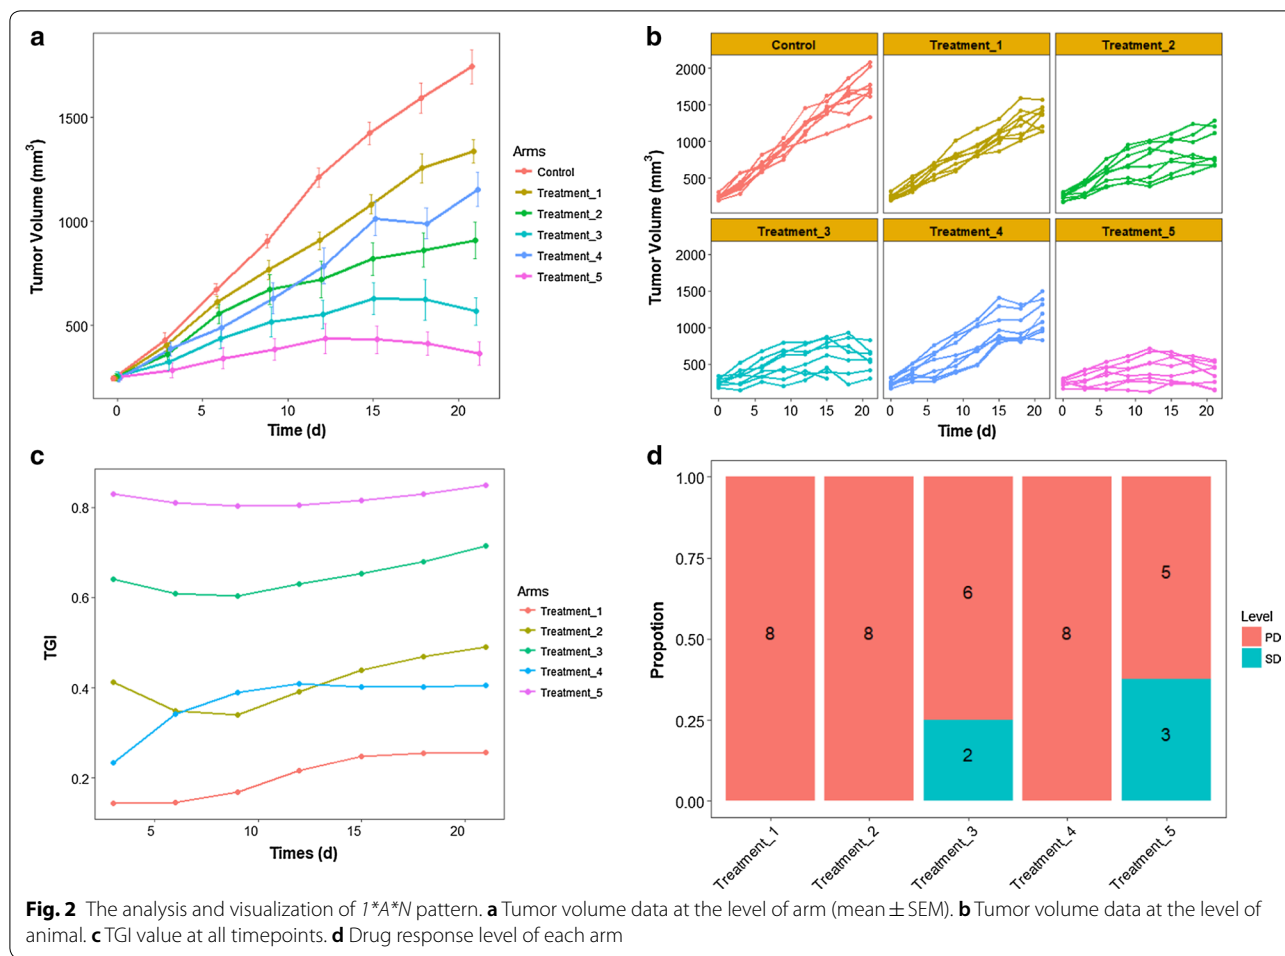 a
Tumor Volume (mm³)
1500
1000
500
0 5 10 15 20
Time (d)
Arms
Control
Treatment_1
Treatment_2
Treatment_3
Treatment_4
Treatment_5
b
Tumor Volume (mm³)
Control Treatment_1 Treatment_2
2000
1500
1000
500
Treatment_3 Treatment_4 Treatment_5
2000
1500
1000
500
0 5 10 15 20 0 5 10 15 20 0 5 10 15 20
Time (d)
c
TGI
0.8
0.6
0.4
0.2
5 10 15 20
Times (d)
Arms
Treatment_1
Treatment_2
Treatment_3
Treatment_4
Treatment_5
d
Propotion
1.00
0.75
0.50
0.25
0.00
8 8 6 2 8 5 3
Treatment_1 Treatment_2 Treatment_3 Treatment_4 Treatment_5
Level
PD
SD
Fig. 2 The analysis and visualization of 1*A*N pattern. a Tumor volume data at the level of arm (mean ± SEM). b Tumor volume data at the level of
animal. c TGI value at all timepoints. d Drug response level of each arm